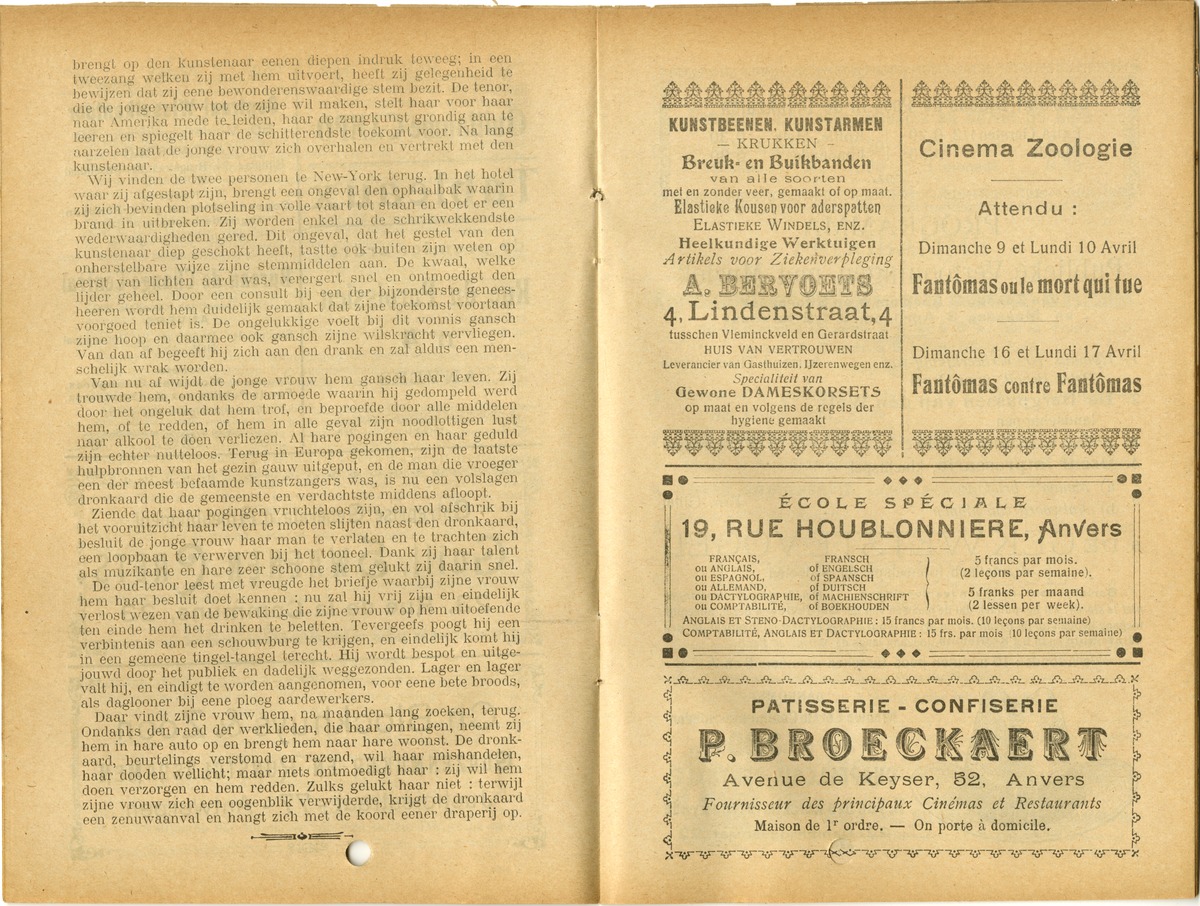 brengt op den kunstenaar eenen diepen indruk teweeg; in een
tweezang welken zij met hem uitvoert, heeft zij gelegenheid te
bewijzen dat zij eene bewonderenswaardige stem bezit. De tenor,
die de jonge vrouw tot de zijne wil maken, stelt haar voor haar
naar Amerika mede te leiden, haar de zangkunst grondig aan te
leeren en spiegelt haar de schitterendste toekomt voor. Na lang
aarzelen laat de jonge vrouw zich overhalen en vertrekt met den
kunstenaar.
Wij vinden de twee personen te New-York terug. In het hotel
waar zij afgestapt zijn, brengt een ongeval den ophaalbak waarin
zij zich bevinden plotseling in volle vaart tot staan en doet er een
brand in uitbreken. Zij worden enkel na de schrikwekkendste
wederwaardigheden gered. Dit ongeval, dat het gestel van den
kunstenaar diep geschokt heeft, tastte ook buiten zijn weten op
onherstelbare wijze zijne stemmiddelen aan. De kwaal, welke
eerst van lichten aard was, verergert snel en ontmoedigt den
lijder geheel. Door een consult bij een der bijzonderste genees-
heeren wordt hem duidelijk gemaakt dat zijne toekomst voortaan
voorgoed teniet is. De ongelukkige voelt bij dit vonnis gansch
zijne hoop en daarmee ook gansch zijne wilskracht vervliegen.
Van dan af begeeft hij zich aan den drank en zal aldus een men-
schelijk wrak worden.
Van nu af wijdt de jonge vrouw hem gansch haar leven. Zij
trouwde hem, ondanks de armoede waarin hij gedompeld werd
door het ongeluk dat hem trof, en beproefde door alle middelen
hem, of te redden, of hem in alle geval zijn noodlottigen lust
naar alkool te doen verliezen. Al hare pogingen en haar geduld
zijn echter nutteloos. Terug in Europa gekomen, zijn de laatste
hulpbronnen van het gezin gauw uitgeput, en de man die vroeger
een der meest befaamde kunstzangers was, is nu een volslagen
dronkaard die de gemeenste en verdachtste middens afloopt.
Ziende dat haar pogingen vruchteloos zijn, en vol afschrik bij
het vooruitzicht haar leven te moeten slijten naast den dronkaard,
besluit de jonge vrouw haar man te verlaten en te trachten zich
een loopbaan te verwerven bij het tooneel. Dank zij haar talent
als muzikante en hare zeer schoone stem gelukt zij daarin snel.
De oud-tenor leest met vreugde het briefje waarbij zijne vrouw
hem haar besluit doet kennen : nu zal hij vrij zijn en eindelijk
verlost wezen van de bewaking die zijne vrouw op hem uitoefende
ten einde hem het drinken te beletten. Tevergeefs poogt hij een
verbintenis aan een schouwburg te krijgen, en eindelijk komt hij
in een gemeene tingel-tangel terecht. Hij wordt bespot en uitge-
jouwd door het publiek en dadelijk weggezonden. Lager en lager
valt hij, en eindigt te worden aangenomen, voor eene bete broods,
als daglooner bij eene ploeg aardewerkers.
Daar vindt zijne vrouw hem, na maanden lang zoeken, terug.
Ondanks den raad der werklieden, die haar omringen, neemt zij
hem in hare auto op en brengt hem naar hare woonst. De dronk-
aard, beurtelings verstomd en razend, wil haar mishandelen,
haar dooden wellicht; maar niets ontmoedigt haar : zij wil hem
doen verzorgen en hem redden. Zulks gelukt haar niet : terwijl
zijne vrouw zich een oogenblik verwijderde, krijgt de dronkaard
een zenuwaanval en hangt zich met de koord eener draperij op.
KUNSTBEENEN, KUNSTARMEN
— KRUKKEN -
Breuk- en Buikbanden
van alle soorten
met en zonder veer, gemaakt of op maat.
Elastieke Kousen voor aderspatten
ELASTIEKE WINDELS, ENZ.
Heelkundige Werktuigen
Artikels voor Ziekenverpleging
A. BERVOETS
4, Lindenstraat, 4
tusschen Vleminckveld en Gerardstraat
HUIS VAN VERTROUWEN
Leverancier van Gasthuizen, IJzerenwegen enz.
Specialiteit van
Gewone DAMESKORSETS
op maat en volgens de regels der
hygiene gemaakt
Cinema Zoologie
Attendu :
Dimanche 9 et Lundi 10 Avril
Fantômas ou le mort qui tue
Dimanche 16 et Lundi 17 Avril
Fantômas contre Fantômas
ÉCOLE SPÉCIALE
19, RUE HOUBLONNIERE, Anvers
FRANÇAIS, FRANSCH
ou ANGLAIS, of ENGELSCH
ou ESPAGNOL, of SPAANSCH
ou ALLEMAND, of DUITSCH
ou DACTYLOGRAPHIE, of MACHIENSCHRIFT
ou COMPTABILITÉ, of BOEKHOUDEN
5 francs par mois.
(2 leçons par semaine).
5 franks per maand
(2 lessen per week).
ANGLAIS ET STENO-DACTYLOGRAPHIE : 15 francs par mois. (10 leçons par semaine)
COMPTABILITÉ, ANGLAIS ET DACTYLOGRAPHIE : 15 frs. par mois (10 leçons par semaine)
PATISSERIE - CONFISERIE
P. BROECKAERT
Avenue de Keyser, 52, Anvers
Fournisseur des principaux Cinémas et Restaurants
Maison de 1r ordre. — On porte à domicile.